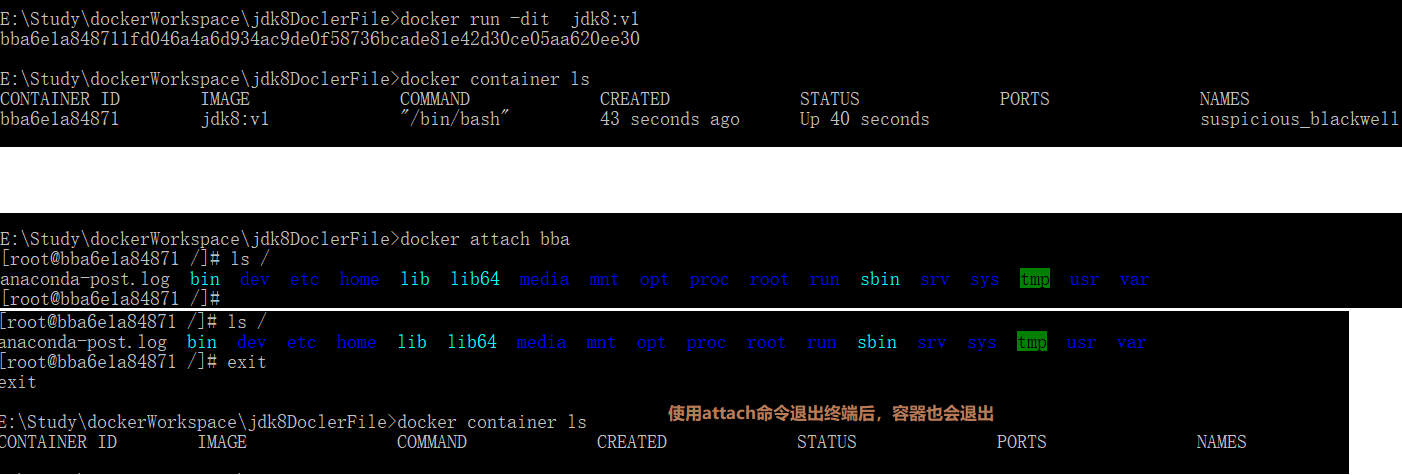 E:\Study\dockerWorkspace\jdk8DoclerFile>docker run -dit  jdk8:v1
bba6e1a848711fd046a4a6d934ac9de0f58736bcade81e42d30ce05aa620ee30
E:\Study\dockerWorkspace\jdk8DoclerFile>docker container ls
CONTAINER ID        IMAGE               COMMAND             CREATED             STATUS              PORTS               NAMES
bba6e1a84871        jdk8:v1             "/bin/bash"         43 seconds ago      Up 40 seconds                           suspicious_blackwell
E:\Study\dockerWorkspace\jdk8DoclerFile>docker attach bba
[root@bba6e1a84871 /]# ls /
anaconda-post.log  bin  dev  etc  home  lib  lib64  media  mnt  opt  proc  root  run  sbin  srv  sys  tmp  usr  var
[root@bba6e1a84871 /]#
[root@bba6e1a84871 /]# ls /
anaconda-post.log  bin  dev  etc  home  lib  lib64  media  mnt  opt  proc  root  run  sbin  srv  sys  tmp  usr  var
[root@bba6e1a84871 /]# exit
exit
使用attach命令退出终端后，容器也会退出
E:\Study\dockerWorkspace\jdk8DoclerFile>docker container ls
CONTAINER ID        IMAGE               COMMAND             CREATED             STATUS              PORTS               NAMES